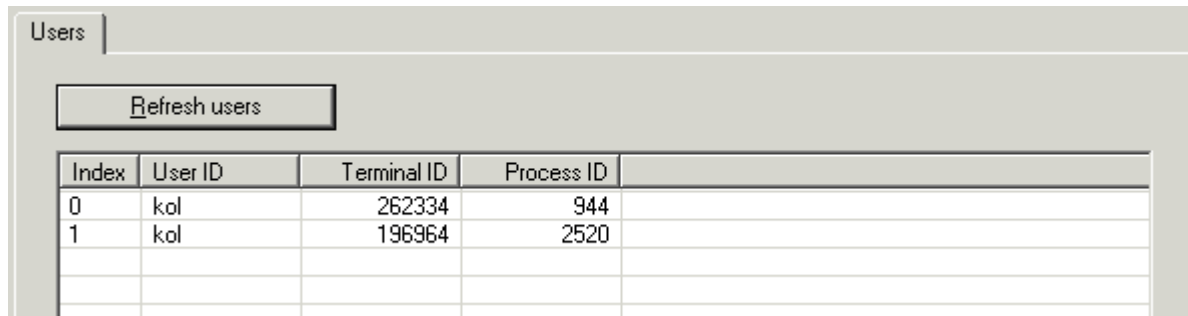 Users
Refresh users
Index User ID Terminal ID Process ID
0 kol 262334 944
1 kol 196964 2520